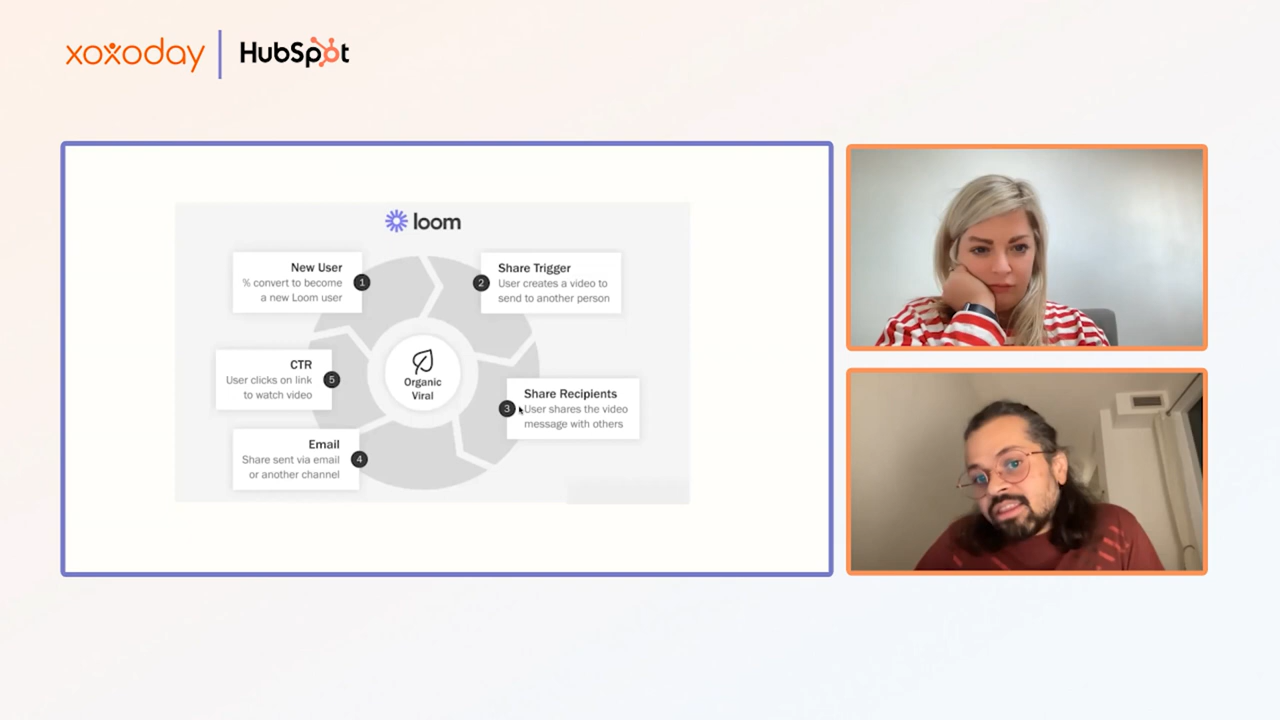 xoxoday
HubSpot
loom
New User
% convert to become
a new Loom user
1
2
Share Trigger
User creates a video to
send to another person
CTR
User clicks on link
to watch video
5
Organic
Viral
3
Share Recipients
User shares the video
message with others
Email
Share sent via email
or another channel
4